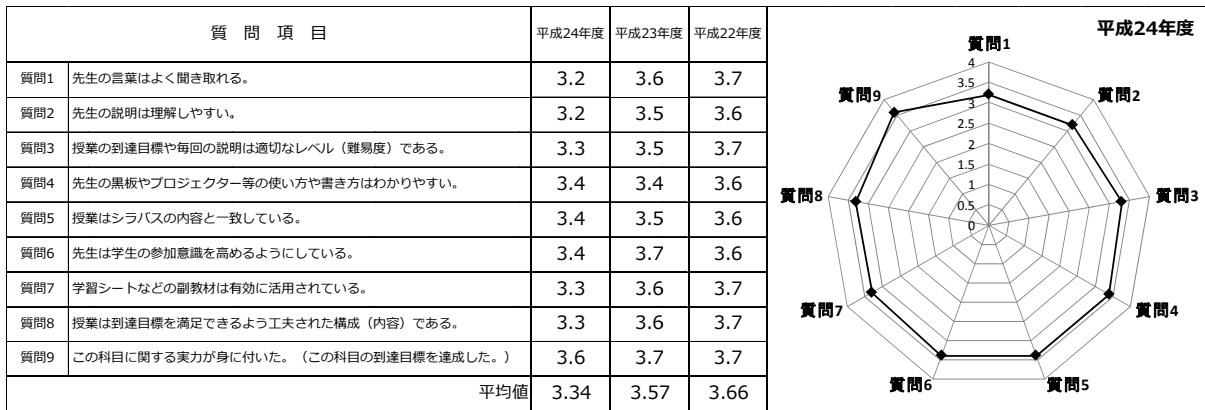 質 問 項 目 平成24年度 平成23年度 平成22年度
質問1 先生の言葉はよく聞き取れる。 3.2 3.6 3.7
質問2 先生の説明は理解しやすい。 3.2 3.5 3.6
質問3 授業の到達目標や毎回の説明は適切なレベル（難易度）である。 3.3 3.5 3.7
質問4 先生の黒板やプロジェクター等の使い方や書き方はわかりやすい。 3.4 3.4 3.6
質問5 授業はシラバスの内容と一致している。 3.4 3.5 3.6
質問6 先生は学生の参加意識を高めるようにしている。 3.4 3.7 3.6
質問7 学習シートなどの副教材は有効に活用されている。 3.3 3.6 3.7
質問8 授業は到達目標を満足できるよう工夫された構成（内容）である。 3.3 3.6 3.7
質問9 この科目に関する実力が身に付いた。（この科目の到達目標を達成した。） 3.6 3.7 3.7
平均値 3.34 3.57 3.66
平成24年度
質問1
質問2
質問3
質問4
質問5
質問6
質問7
質問8
質問9
4
3.5
3
2.5
2
1.5
1
0.5
0